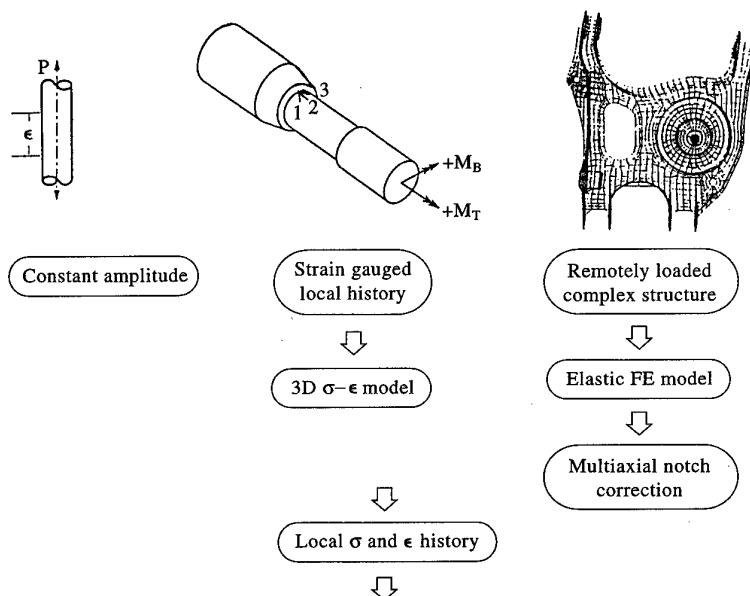 P
ϵ
1
2
3
+M_B
+M_T
Constant amplitude
Strain gauged
local history
Remotely loaded
complex structure
3D σ–ϵ model
Elastic FE model
Multiaxial notch
correction
Local σ and ϵ history